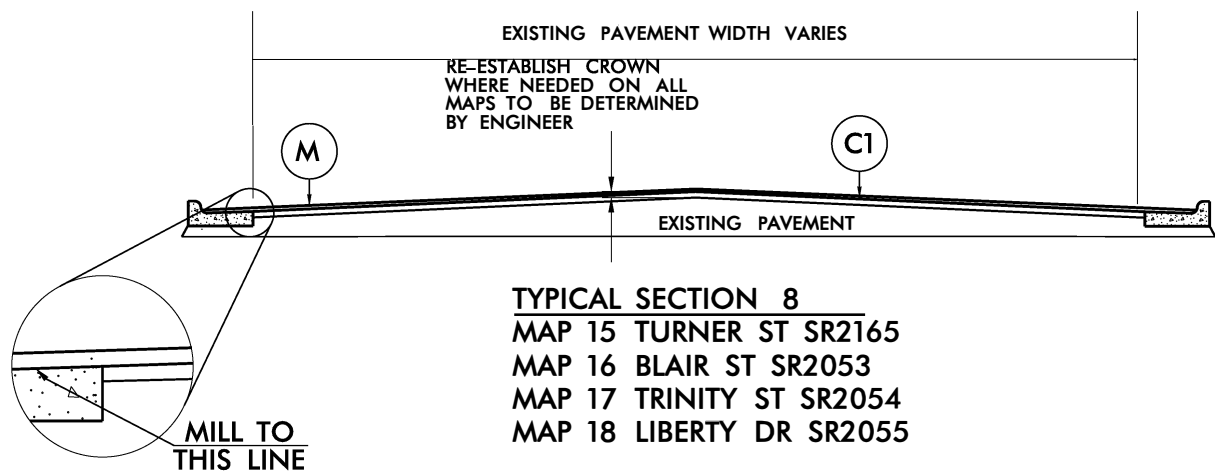 EXISTING PAVEMENT WIDTH VARIES
RE-ESTABLISH CROWN
WHERE NEEDED ON ALL
MAPS TO BE DETERMINED
BY ENGINEER
M
C1
EXISTING PAVEMENT
TYPICAL SECTION 8
MAP 15 TURNER ST SR2165
MAP 16 BLAIR ST SR2053
MAP 17 TRINITY ST SR2054
MAP 18 LIBERTY DR SR2055
MILL TO
THIS LINE